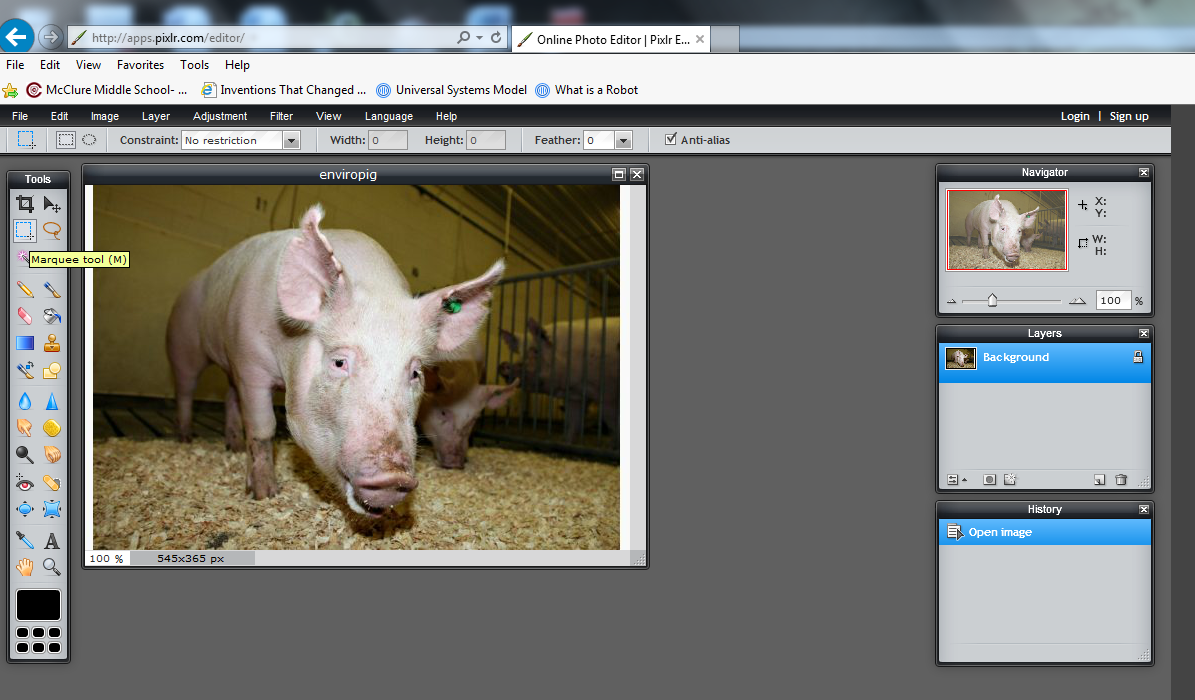 http://apps.pixlr.com/editor/
Online Photo Editor | Pixlr E...
File Edit View Favorites Tools Help
McClure Middle School- ... Inventions That Changed ... Universal Systems Model What is a Robot
File Edit Image Layer Adjustment Filter View Language Help Login | Sign up
Constraint: No restriction Width: 0 Height: 0 Feather: 0 Anti-alias
Tools
Marquee tool (M)
enviropig
100 % 545x365 px
Navigator
X:
Y:
W:
H:
100 %
Layers
Background
History
Open image